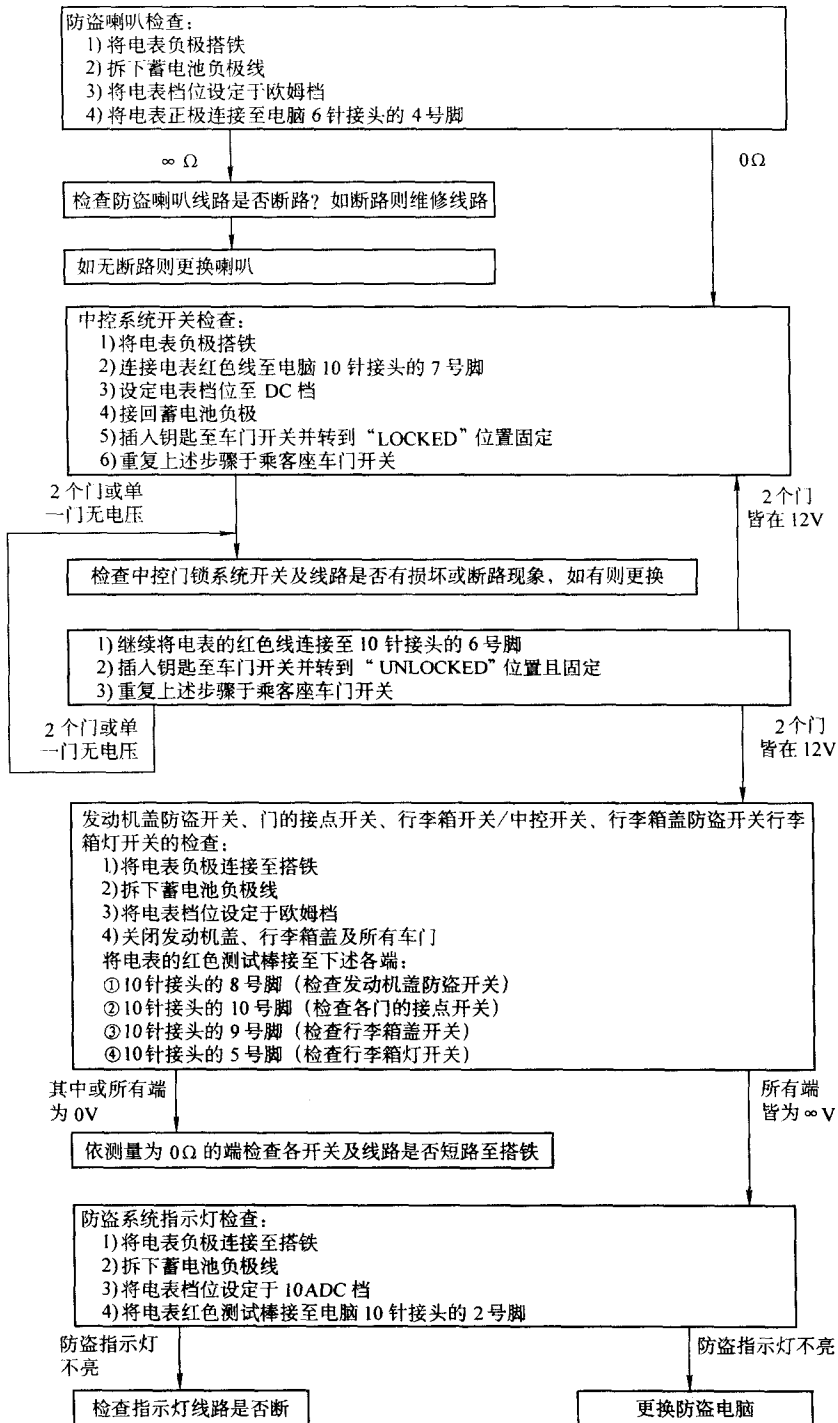 防盗喇叭检查：
1)将电表负极搭铁
2)拆下蓄电池负极线
3)将电表档位设定于欧姆档
4)将电表正极连接至电脑 6 针接头的 4 号脚
∞ Ω
0Ω
检查防盗喇叭线路是否断路？如断路则维修线路
如无断路则更换喇叭
中控系统开关检查：
1)将电表负极搭铁
2)连接电表红色线至电脑 10 针接头的 7 号脚
3)设定电表档位至 DC 档
4)接回蓄电池负极
5)插入钥匙至车门开关并转到“LOCKED”位置固定
6)重复上述步骤于乘客座车门开关
2 个门或单
一门无电压
2 个门
皆在 12V
检查中控门锁系统开关及线路是否有损坏或断路现象，如有则更换
1)继续将电表的红色线连接至 10 针接头的 6 号脚
2)插入钥匙至车门开关并转到“ UNLOCKED”位置且固定
3)重复上述步骤于乘客座车门开关
2 个门或单
一门无电压
2 个门
皆在 12V
发动机盖防盗开关、门的接点开关、行李箱开关/中控开关、行李箱盖防盗开关行李
箱灯开关的检查：
1)将电表负极连接至搭铁
2)拆下蓄电池负极线
3)将电表档位设定于欧姆档
4)关闭发动机盖、行李箱盖及所有车门
将电表的红色测试棒接至下述各端：
①10针接头的 8 号脚（检查发动机盖防盗开关）
②10针接头的 10 号脚（检查各门的接点开关）
③10针接头的 9 号脚（检查行李箱盖开关）
④10针接头的 5 号脚（检查行李箱灯开关）
其中或所有端
为 0V
所有端
皆为 ∞ V
依测量为 0Ω 的端检查各开关及线路是否短路至搭铁
防盗系统指示灯检查：
1)将电表负极连接至搭铁
2)拆下蓄电池负极线
3)将电表档位设定于 10ADC 档
4)将电表红色测试棒接至电脑 10 针接头的 2 号脚
防盗指示灯
不亮
防盗指示灯不亮
检查指示灯线路是否断
更换防盗电脑